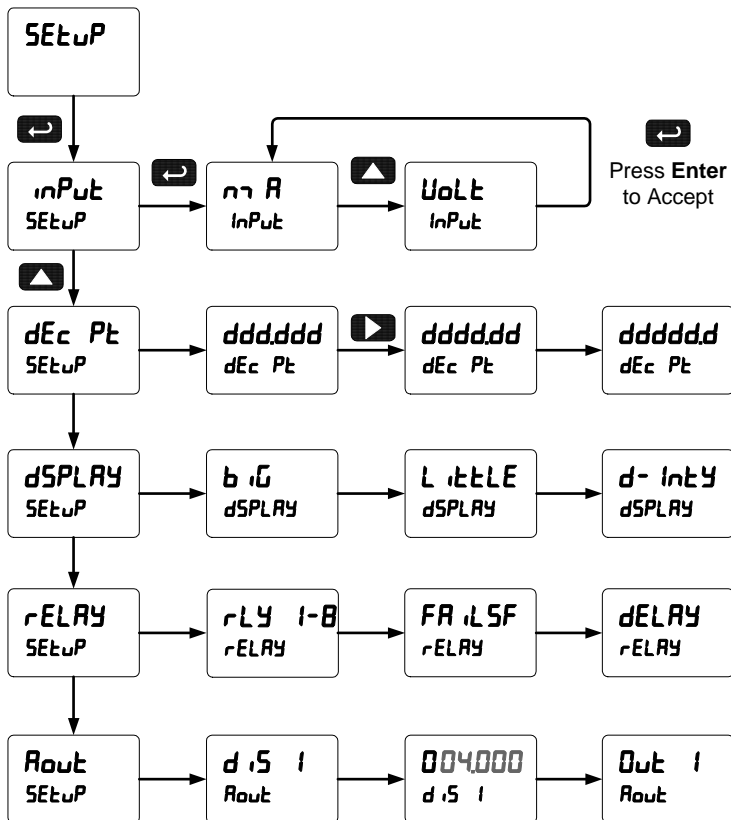 SEtuP
inPut
SEtuP
mA
InPut
VoLt
InPut
Press Enter
to Accept
dEc Pt
SEtuP
ddd.ddd
dEc Pt
dddd.dd
dEc Pt
ddddd.d
dEc Pt
dSPLAY
SEtuP
biG
dSPLAY
LittLE
dSPLAY
d-IntY
dSPLAY
rELAY
SEtuP
rLY 1-8
rELAY
FAiLSF
rELAY
dELAY
rELAY
Aout
SEtuP
diS 1
Aout
004.000
diS 1
Out 1
Aout